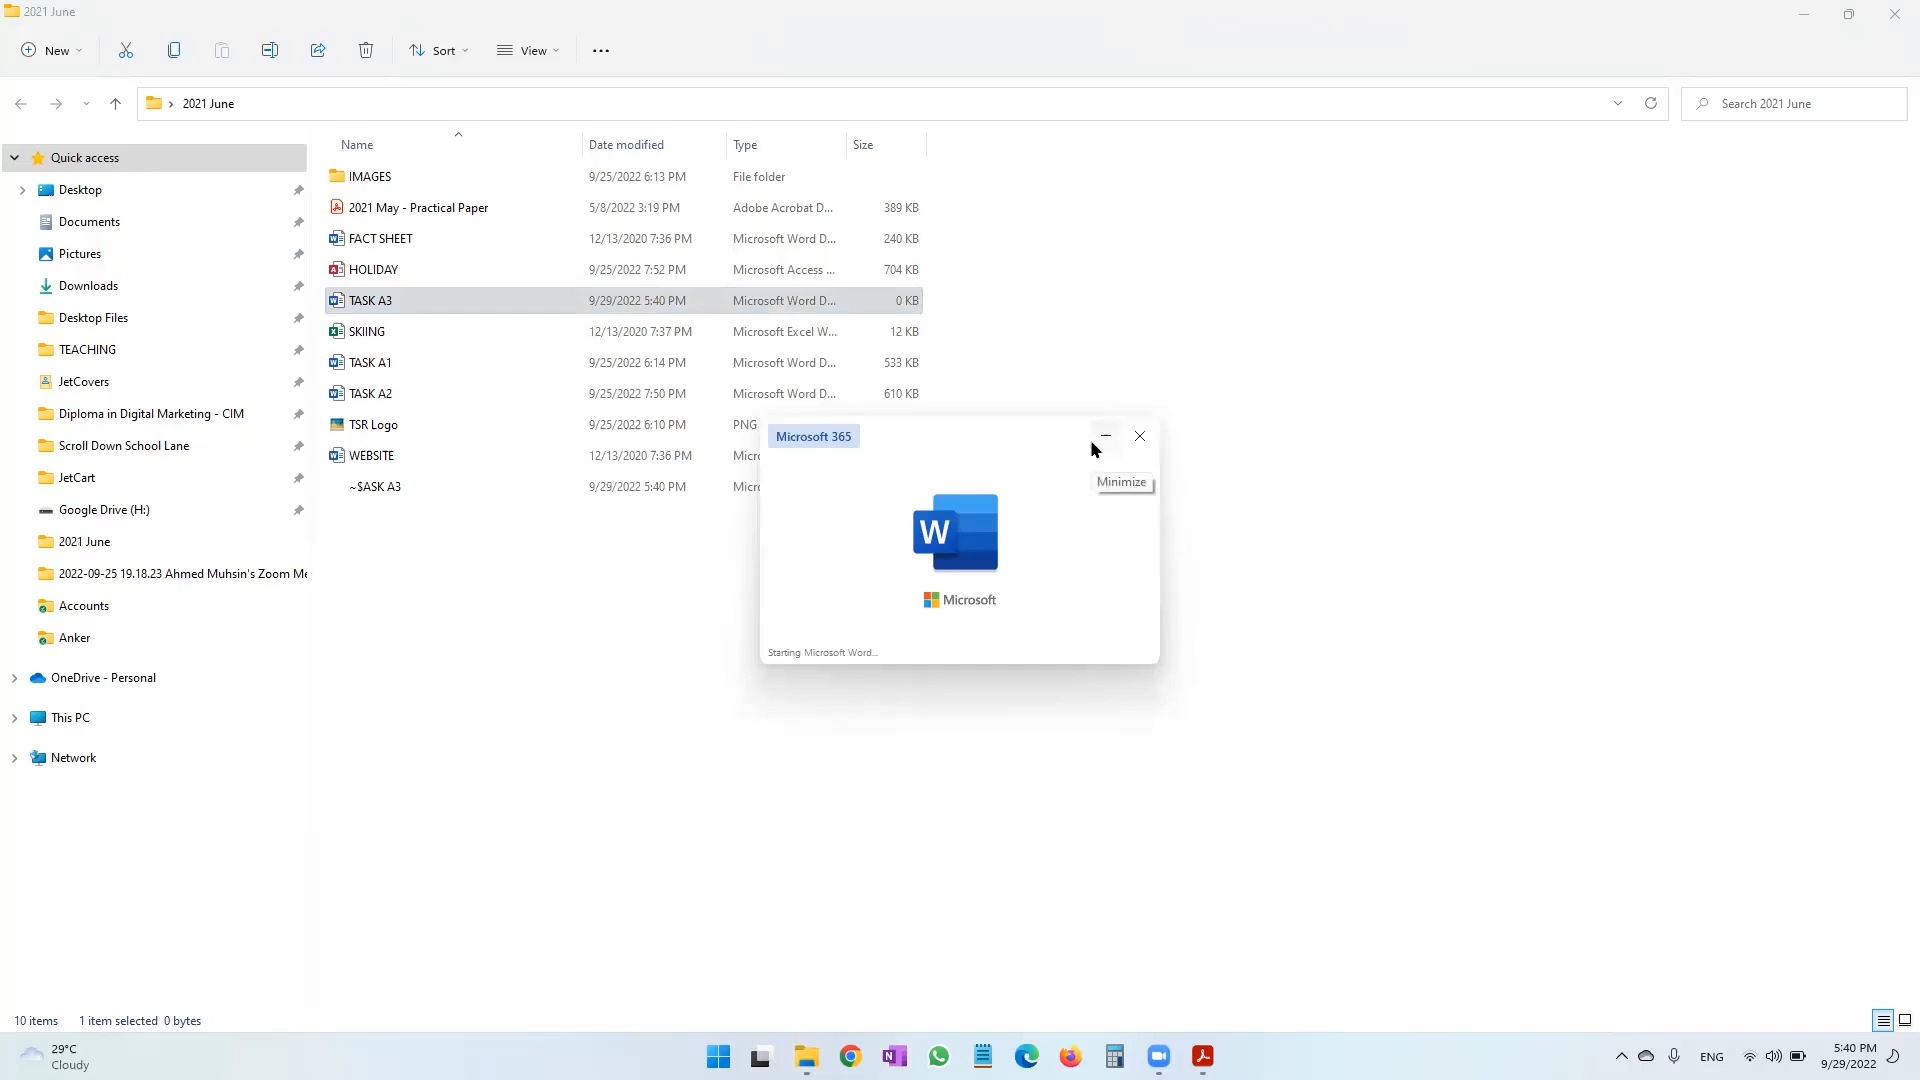 2021 June
New
Sort
View
2021 June
Search 2021 June
Name
Date modified
Type
Size
Quick access
Desktop
Documents
Pictures
Downloads
Desktop Files
TEACHING
JetCovers
Diploma in Digital Marketing - CIM
Scroll Down School Lane
JetCart
Google Drive (H:)
2021 June
2022-09-25 19.18.23 Ahmed Muhsin's Zoom Me
Accounts
Anker
OneDrive - Personal
This PC
Network
IMAGES 9/25/2022 6:13 PM File folder
2021 May - Practical Paper 5/8/2022 3:19 PM Adobe Acrobat D... 389 KB
FACT SHEET 12/13/2020 7:36 PM Microsoft Word D... 240 KB
HOLIDAY 9/25/2022 7:52 PM Microsoft Access ... 704 KB
TASK A3 9/29/2022 5:40 PM Microsoft Word D... 0 KB
SKIING 12/13/2020 7:37 PM Microsoft Excel W... 12 KB
TASK A1 9/25/2022 6:14 PM Microsoft Word D... 533 KB
TASK A2 9/25/2022 7:50 PM Microsoft Word D... 610 KB
TSR Logo 9/25/2022 6:10 PM PNG
WEBSITE 12/13/2020 7:36 PM Micr
~$ASK A3 9/29/2022 5:40 PM Micr
Microsoft 365
Minimize
W
Microsoft
Starting Microsoft Word...
10 items 1 item selected 0 bytes
29°C
Cloudy
ENG
5:40 PM
9/29/2022